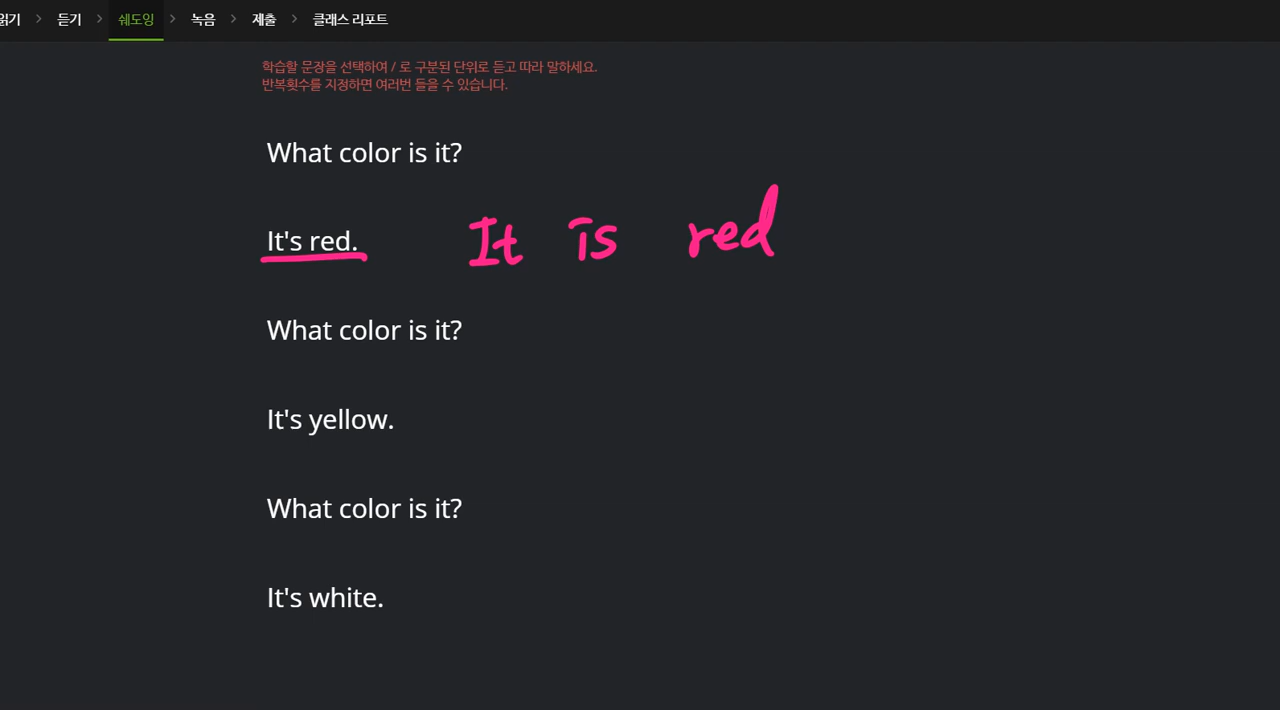 읽기 > 듣기 > 쉐도잉 > 녹음 > 제출 > 클래스 리포트
학습할 문장을 선택하여 / 로 구분된 단위로 듣고 따라 말하세요.
반복횟수를 지정하면 여러번 들을 수 있습니다.
What color is it?
It's red. It is red
What color is it?
It's yellow.
What color is it?
It's white.